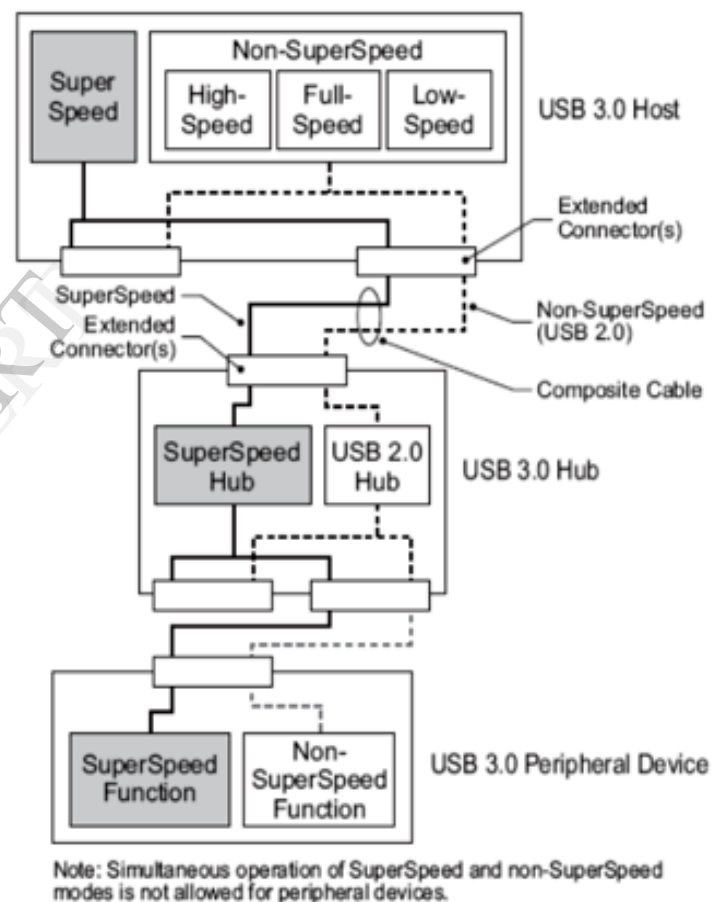 Super
Speed
Non-SuperSpeed
High-
Speed
Full-
Speed
Low-
Speed
USB 3.0 Host
Extended
Connector(s)
SuperSpeed
Extended
Connector(s)
Non-SuperSpeed
(USB 2.0)
Composite Cable
SuperSpeed
Hub
USB 2.0
Hub
USB 3.0 Hub
SuperSpeed
Function
Non-
SuperSpeed
Function
USB 3.0 Peripheral Device
Note: Simultaneous operation of SuperSpeed and non-SuperSpeed
modes is not allowed for peripheral devices.